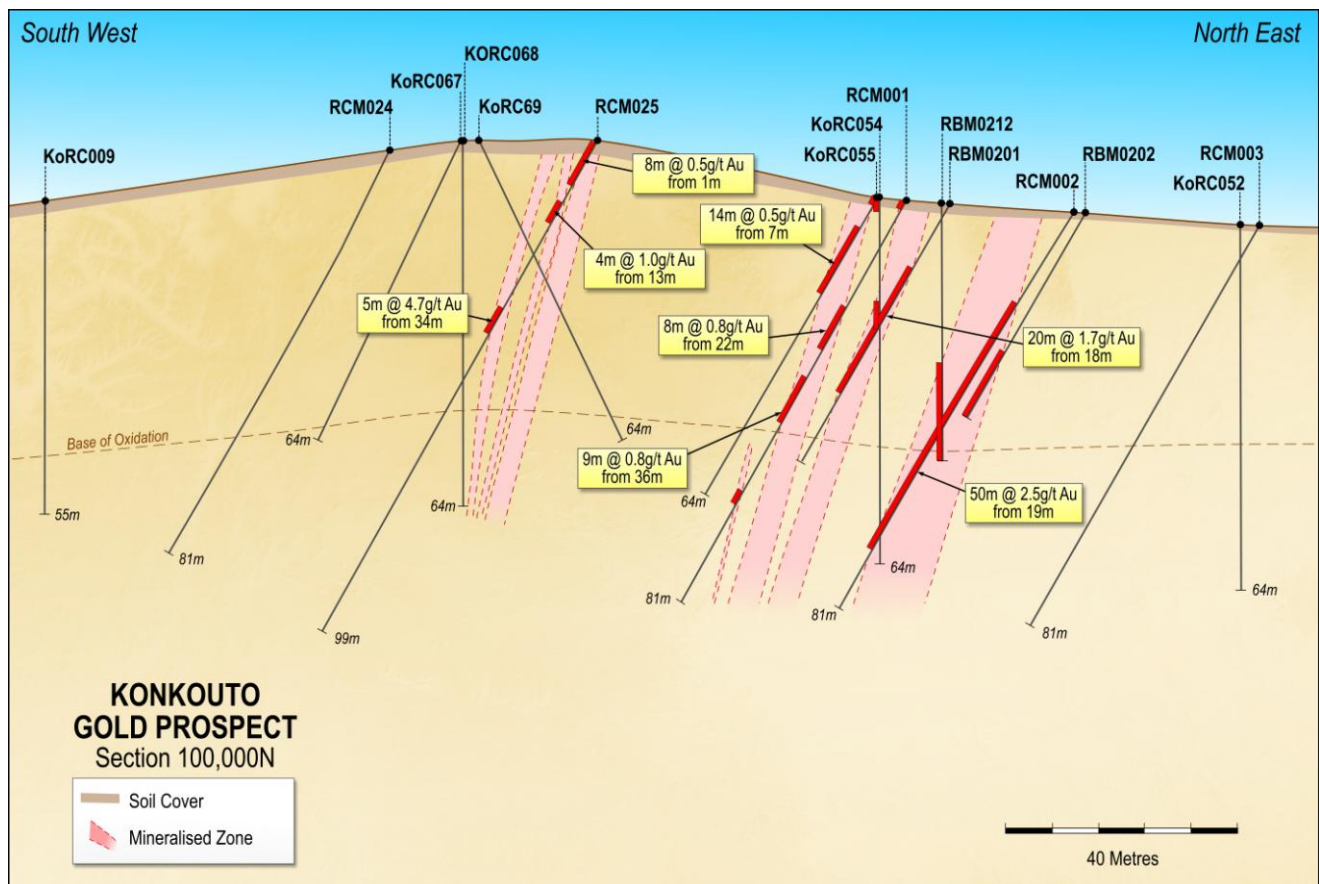 South West
North East
KORC068
KoRC067
RCM024
KoRC69
RCM025
KoRC009
RCM001
KoRC054
KoRC055
RBM0212
RBM0201
RBM0202
RCM002
RCM003
KoRC052
8m @ 0.5g/t Au
from 1m
14m @ 0.5g/t Au
from 7m
4m @ 1.0g/t Au
from 13m
5m @ 4.7g/t Au
from 34m
8m @ 0.8g/t Au
from 22m
20m @ 1.7g/t Au
from 18m
Base of Oxidation
64m
64m
9m @ 0.8g/t Au
from 36m
50m @ 2.5g/t Au
from 19m
55m
64m
64m
81m
64m
81m
81m
64m
99m
81m
KONKOUTO
GOLD PROSPECT
Section 100,000N
Soil Cover
Mineralised Zone
40 Metres